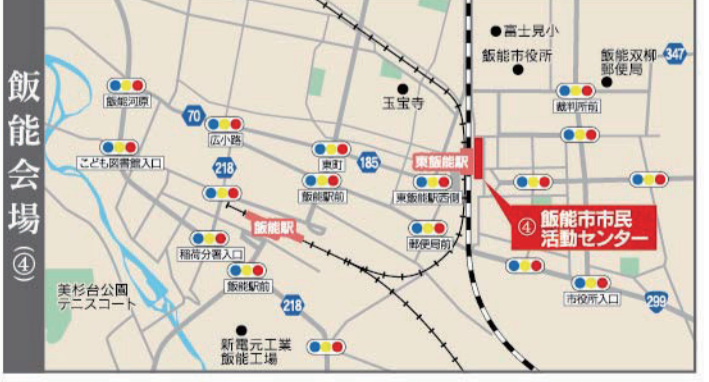 飯能会場(④)
富士見小
飯能市役所
飯能双柳
郵便局
347
玉宝寺
裁判所前
飯能河原
70
広小路
こども図書館入口
218
東町
185
東飯能駅
飯能駅前
東飯能駅西側
④ 飯能市市民
活動センター
飯能駅
郵便局前
稲荷分署入口
飯能駅前
市役所入口
299
美杉台公園
テニスコート
218
新電元工業
飯能工場